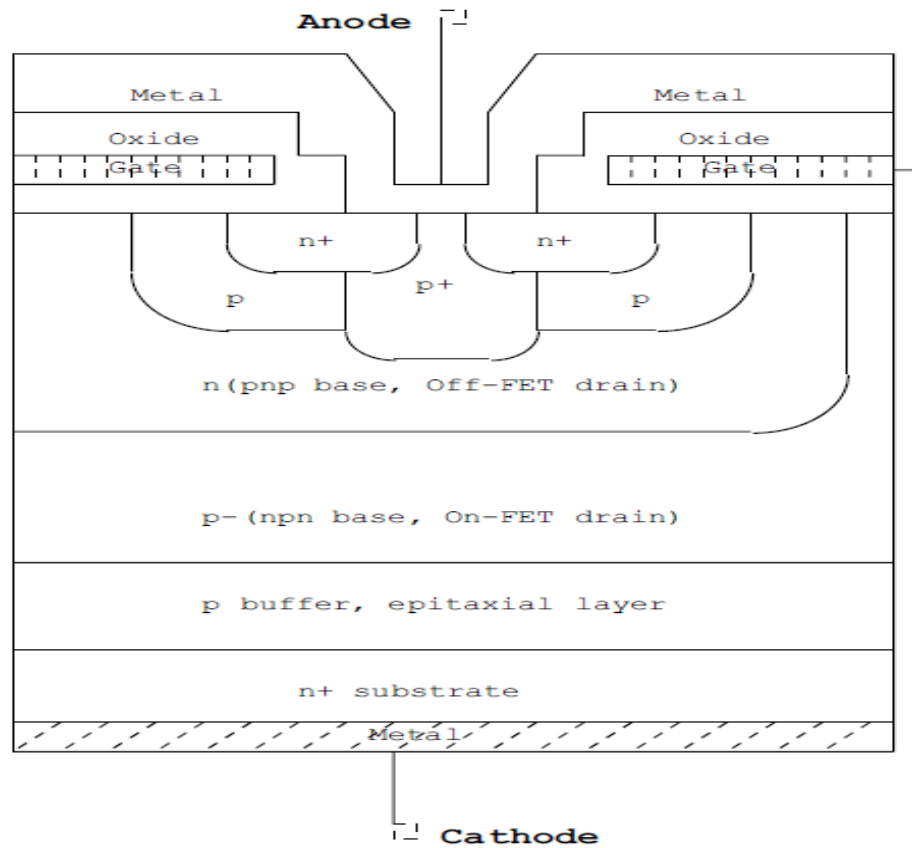 Anode
Metal Metal
Oxide Oxide
Gate Gate
n+ n+
p+
p p
n(pnp base, Off-FET drain)
p-(npn base, On-FET drain)
p buffer, epitaxial layer
n+ substrate
Metal
Cathode